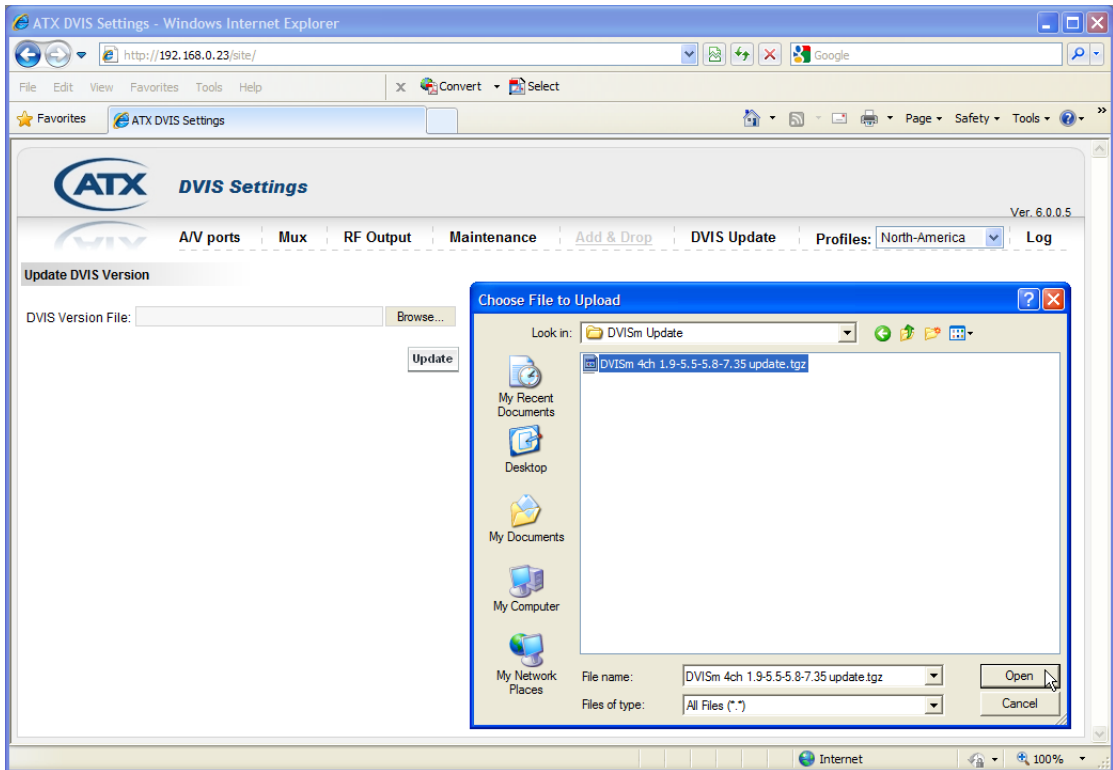 ATX DVIS Settings - Windows Internet Explorer
http://192.168.0.23/site/
Google
File Edit View Favorites Tools Help x Convert Select
Favorites ATX DVIS Settings Page Safety Tools »
ATX DVIS Settings
Ver. 6.0.0.5
A/V ports Mux RF Output Maintenance Add & Drop DVIS Update Profiles: North-America Log
Update DVIS Version
DVIS Version File: Browse...
Update
Choose File to Upload
Look in: DVISm Update
DVISm 4ch 1.9-5.5-5.8-7.35 update.tgz
My Recent
Documents
Desktop
My Documents
My Computer
My Network
Places
File name: DVISm 4ch 1.9-5.5-5.8-7.35 update.tgz Open
Files of type: All Files (*.*) Cancel
Internet 100%